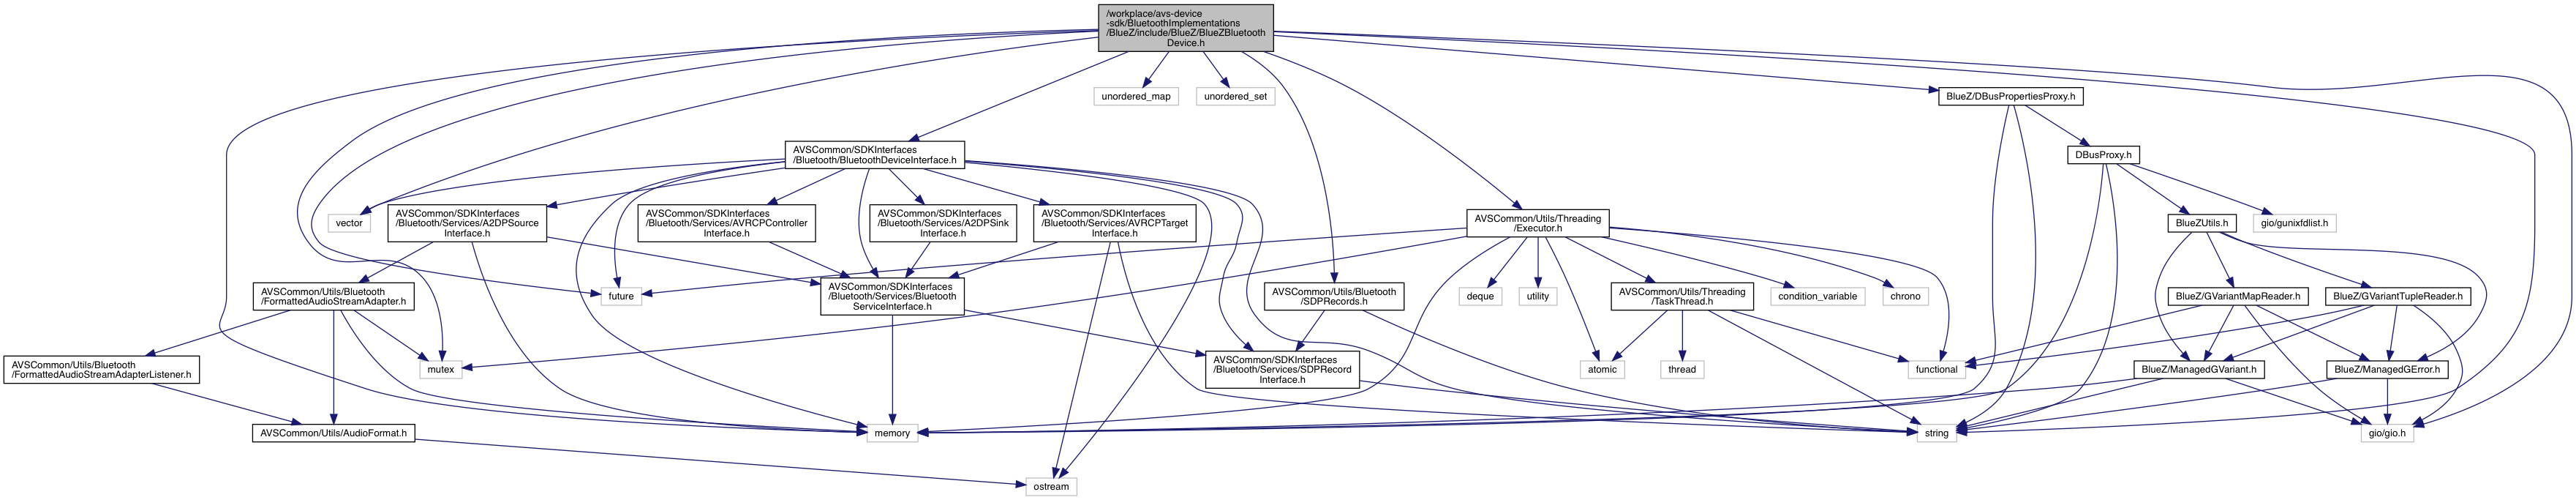 /workplace/avs-device
-sdk/BluetoothImplementations
/BlueZ/include/BlueZ/BlueZBluetooth
Device.h
unordered_map
unordered_set
BlueZ/DBusPropertiesProxy.h
AVSCommon/SDKInterfaces
/Bluetooth/BluetoothDeviceInterface.h
DBusProxy.h
vector
AVSCommon/SDKInterfaces
/Bluetooth/Services/A2DPSource
Interface.h
AVSCommon/SDKInterfaces
/Bluetooth/Services/AVRCPController
Interface.h
AVSCommon/SDKInterfaces
/Bluetooth/Services/A2DPSink
Interface.h
AVSCommon/SDKInterfaces
/Bluetooth/Services/AVRCPTarget
Interface.h
AVSCommon/Utils/Threading
/Executor.h
BlueZUtils.h
gio/gunixfdlist.h
AVSCommon/Utils/Bluetooth
/FormattedAudioStreamAdapter.h
future
AVSCommon/SDKInterfaces
/Bluetooth/Services/Bluetooth
ServiceInterface.h
AVSCommon/Utils/Bluetooth
/SDPRecords.h
deque
utility
AVSCommon/Utils/Threading
/TaskThread.h
condition_variable
chrono
BlueZ/GVariantMapReader.h
BlueZ/GVariantTupleReader.h
AVSCommon/Utils/Bluetooth
/FormattedAudioStreamAdapterListener.h
mutex
AVSCommon/SDKInterfaces
/Bluetooth/Services/SDPRecord
Interface.h
atomic
thread
functional
BlueZ/ManagedGVariant.h
BlueZ/ManagedGError.h
AVSCommon/Utils/AudioFormat.h
memory
string
gio/gio.h
ostream